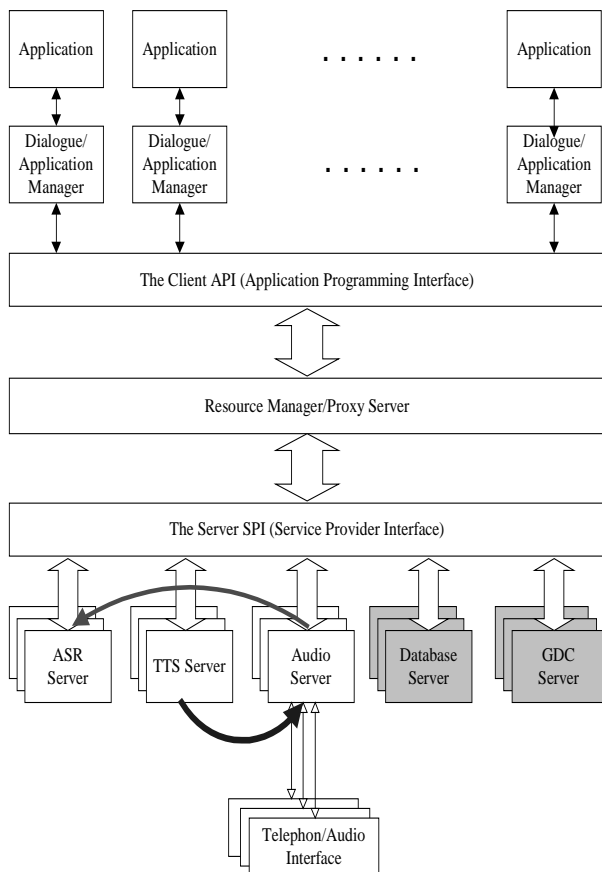 Application
Application
. . . . . .
Application
Dialogue/
Application
Manager
Dialogue/
Application
Manager
. . . . . .
Dialogue/
Application
Manager
The Client API (Application Programming Interface)
Resource Manager/Proxy Server
The Server SPI (Service Provider Interface)
ASR
Server
TTS Server
Audio
Server
Database
Server
GDC
Server
Telephon/Audio
Interface